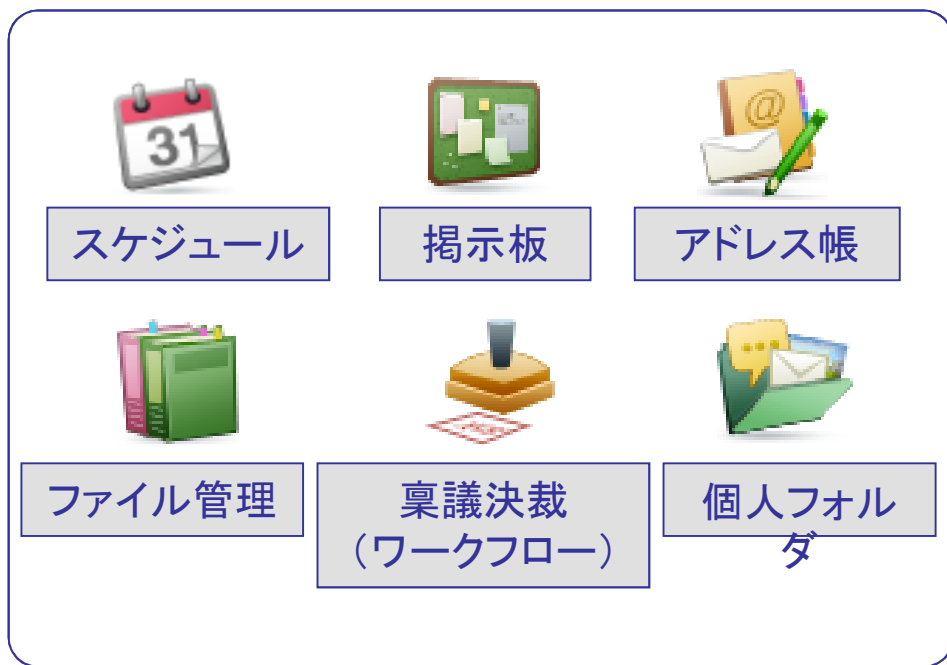 31
@
スケジュール
掲示板
アドレス帳
ファイル管理
稟議決裁
（ワークフロー）
個人フォル
ダ